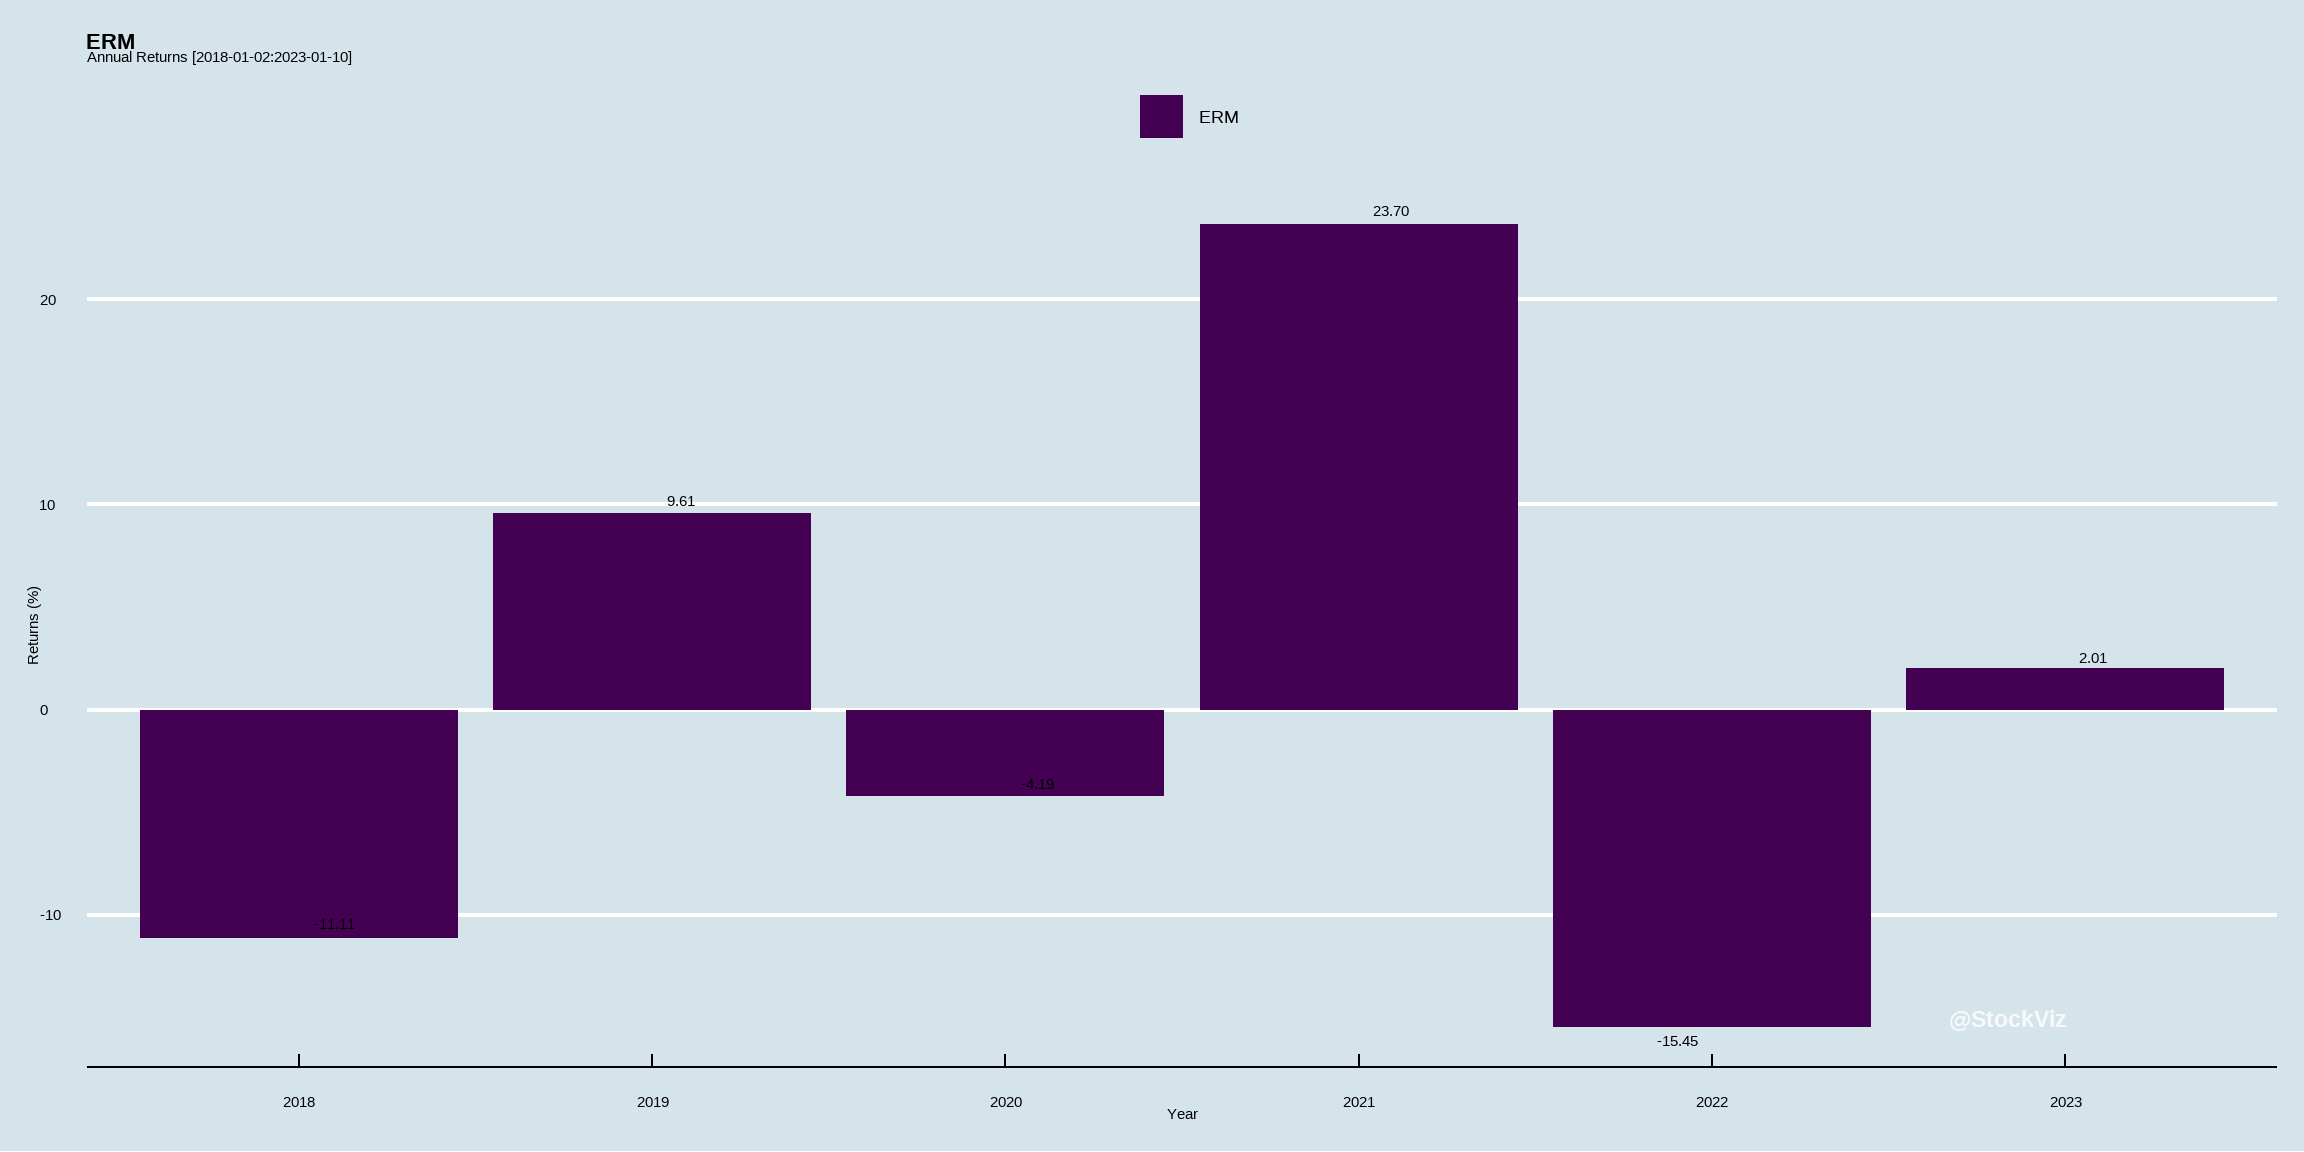 ERM
Annual Returns [2018-01-02:2023-01-10]
ERM
23.70
20
9.61
10
Returns (%)
2.01
0
-4.19
-11.11
-10
@StockViz
-15.45
2018 2019 2020 2021 2022 2023
Year